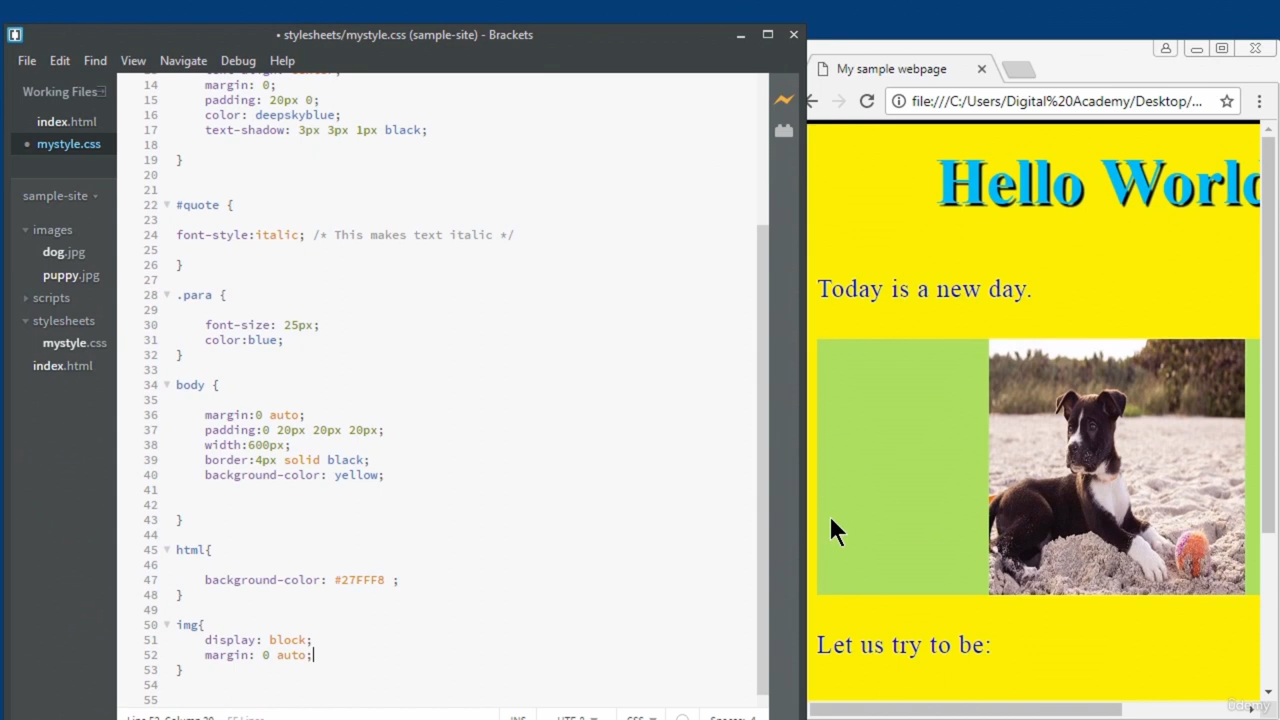 • stylesheets/mystyle.css (sample-site) - Brackets
File Edit Find View Navigate Debug Help
Working Files
index.html
• mystyle.css
sample-site
images
dog.jpg
puppy.jpg
scripts
stylesheets
mystyle.css
index.html
14 margin: 0;
15 padding: 20px 0;
16 color: deepskyblue;
17 text-shadow: 3px 3px 1px black;
18
19 }
20
21
22 #quote {
23
24 font-style:italic; /* This makes text italic */
25
26 }
27
28 .para {
29
30 font-size: 25px;
31 color:blue;
32 }
33
34 body {
35
36 margin:0 auto;
37 padding:0 20px 20px 20px;
38 width:600px;
39 border:4px solid black;
40 background-color: yellow;
41
42
43 }
44
45 html{
46
47 background-color: #27FFF8 ;
48 }
49
50 img{
51 display: block;
52 margin: 0 auto;
53 }
54
55
My sample webpage
file:///C:/Users/Digital%20Academy/Desktop/...
Hello World
Today is a new day.
Let us try to be:
ûdemy